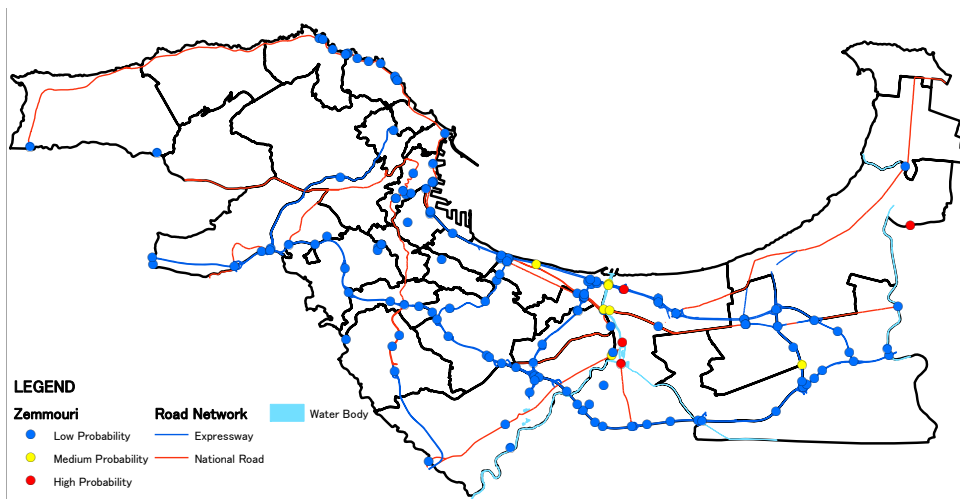 LEGEND
Zemmouri Road Network Water Body
Low Probability Expressway
Medium Probability National Road
High Probability